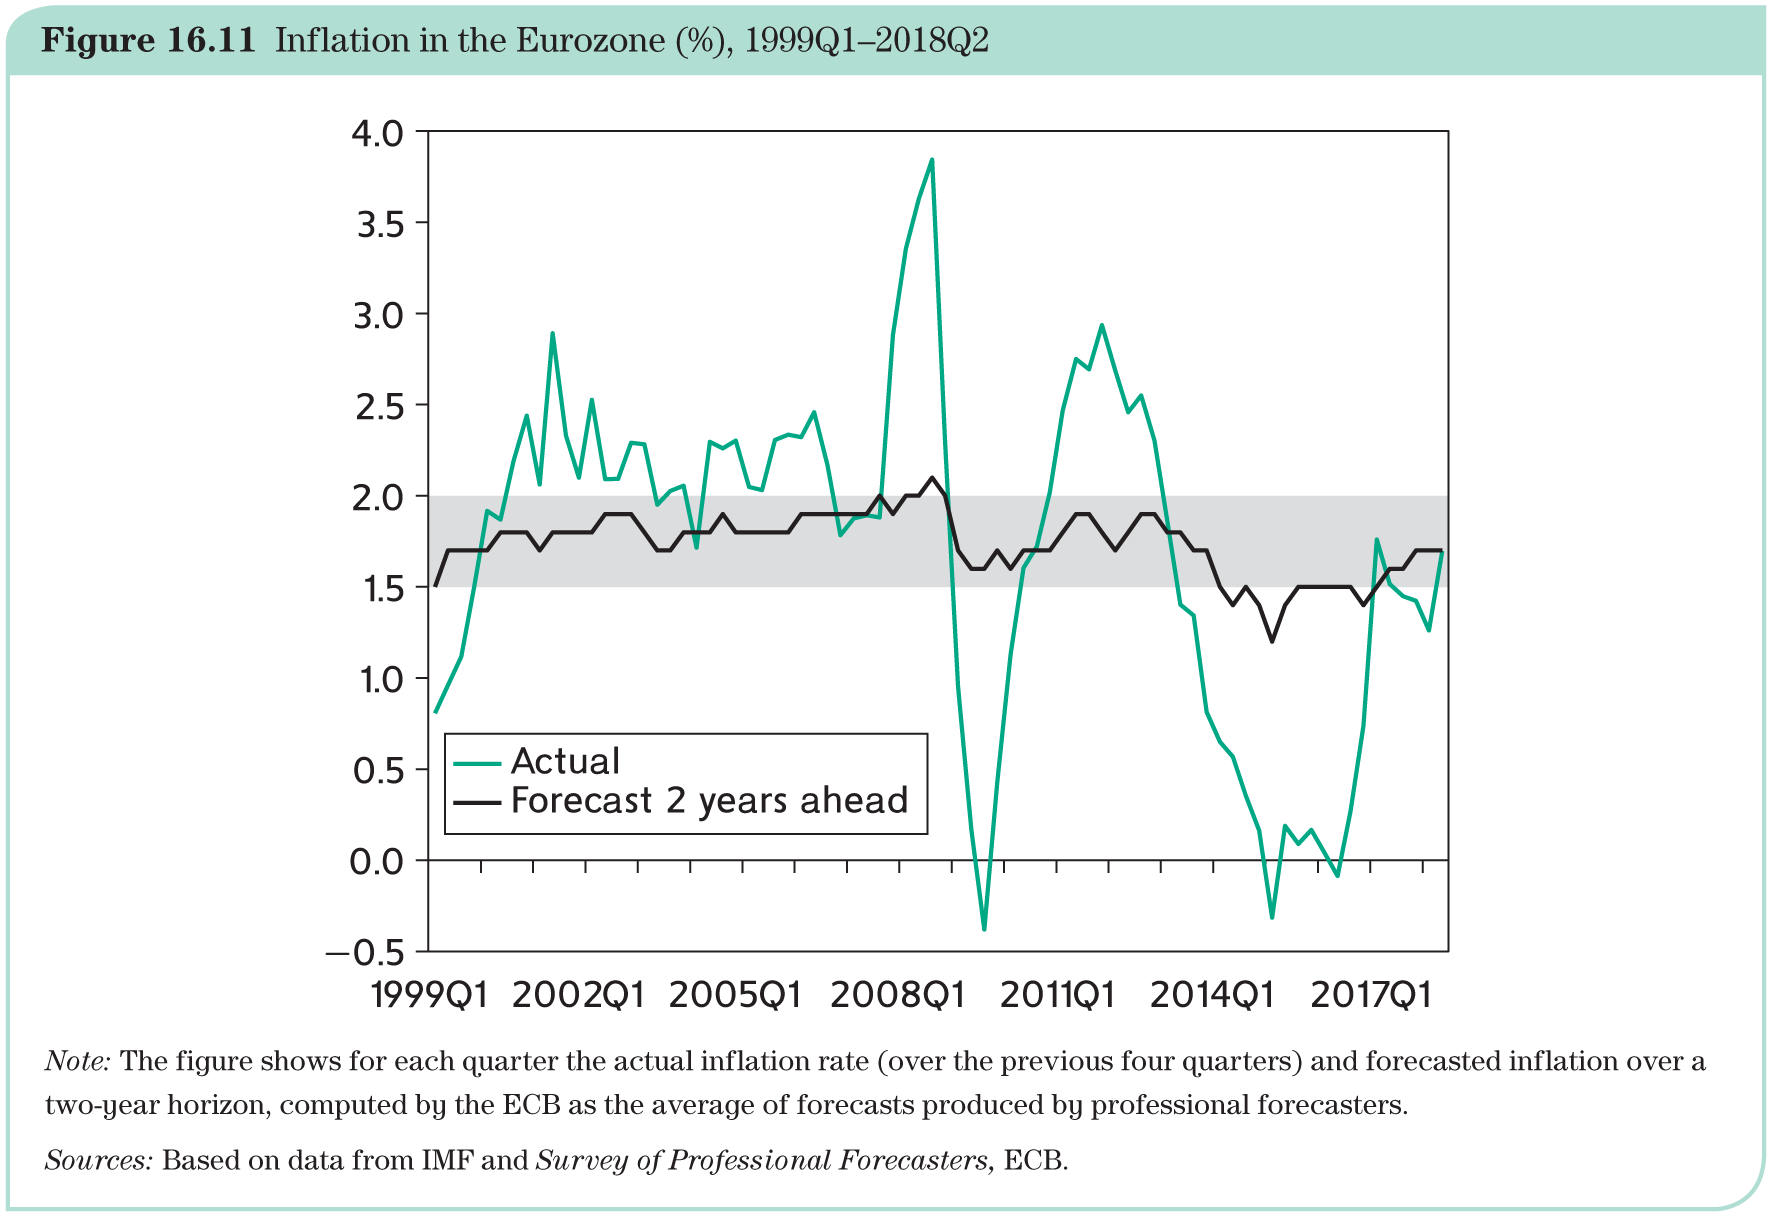 Figure 16.11 Inflation in the Eurozone (%), 1999Q1–2018Q2
4.0
3.5
3.0
2.5
2.0
1.5
1.0
0.5
0.0
−0.5
Actual
Forecast 2 years ahead
1999Q1 2002Q1 2005Q1 2008Q1 2011Q1 2014Q1 2017Q1
Note: The figure shows for each quarter the actual inflation rate (over the previous four quarters) and forecasted inflation over a
two-year horizon, computed by the ECB as the average of forecasts produced by professional forecasters.
Sources: Based on data from IMF and Survey of Professional Forecasters, ECB.